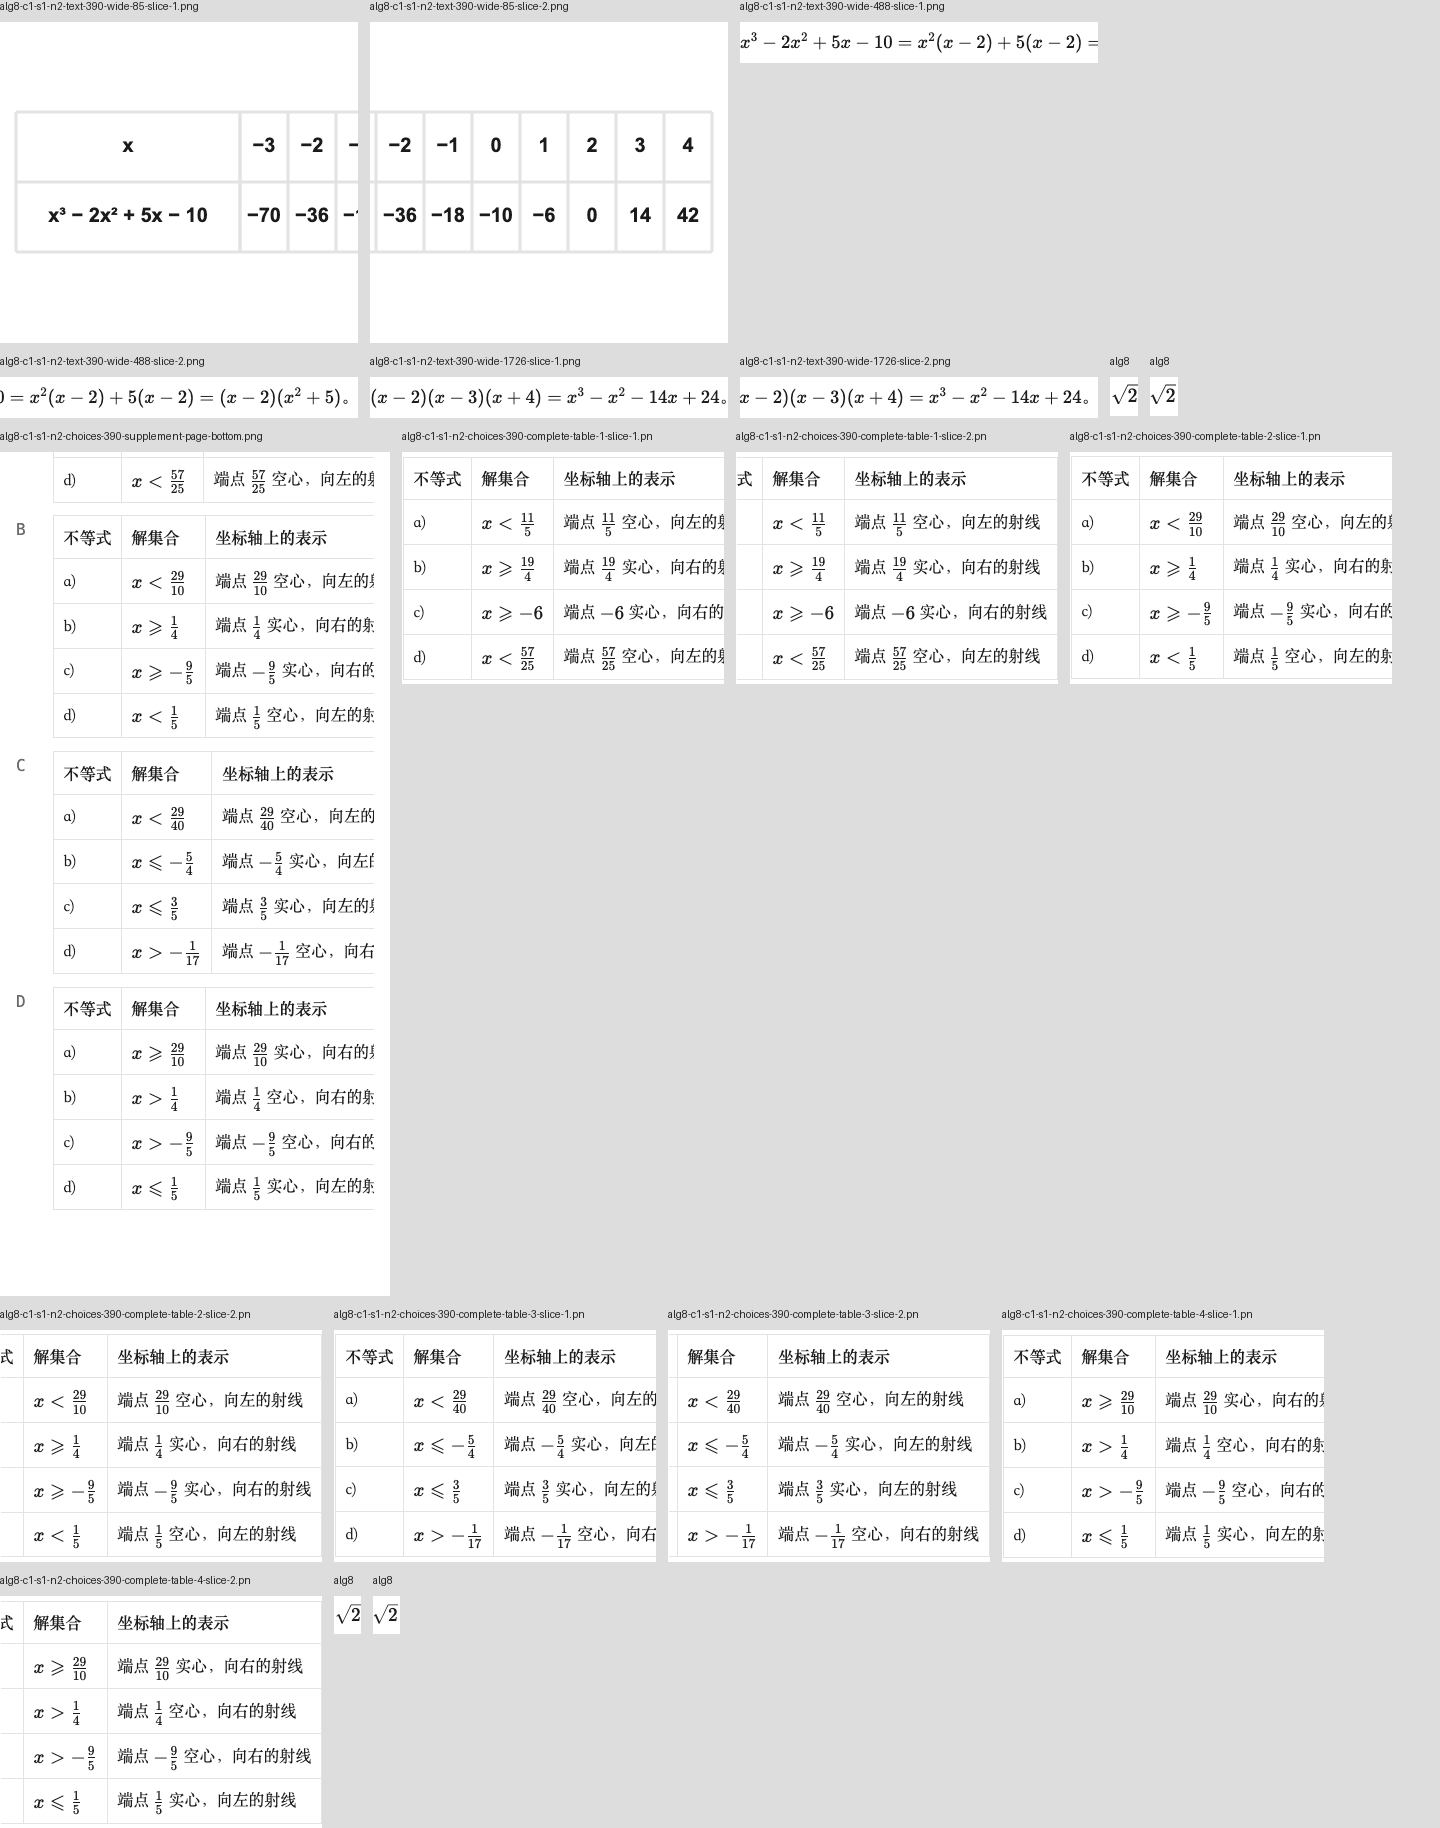 alg8-c1-s1-n2-text-390-wide-85-slice-1.png
x −3 −2 −
x³ − 2x² + 5x − 10 −70 −36 −1
alg8-c1-s1-n2-text-390-wide-85-slice-2.png
−2 −1 0 1 2 3 4
−36 −18 −10 −6 0 14 42
alg8-c1-s1-n2-text-390-wide-488-slice-1.png
x³ − 2x² + 5x − 10 = x²(x − 2) + 5(x − 2) =
alg8-c1-s1-n2-text-390-wide-488-slice-2.png
0 = x²(x − 2) + 5(x − 2) = (x − 2)(x² + 5)。
alg8-c1-s1-n2-text-390-wide-1726-slice-1.png
(x − 2)(x − 3)(x + 4) = x³ − x² − 14x + 24。
alg8-c1-s1-n2-text-390-wide-1726-slice-2.png
x − 2)(x − 3)(x + 4) = x³ − x² − 14x + 24。
alg8
√2
alg8
√2
alg8-c1-s1-n2-choices-390-supplement-page-bottom.png
d) x < 57/25 端点 57/25 空心，向左的
B
不等式 解集合 坐标轴上的表示
a) x < 29/10 端点 29/10 空心，向左的
b) x ⩾ 1/4 端点 1/4 实心，向右的射
c) x ⩾ −9/5 端点 −9/5 实心，向右的
d) x < 1/5 端点 1/5 空心，向左的射
C
不等式 解集合 坐标轴上的表示
a) x < 29/40 端点 29/40 空心，向左的
b) x ⩽ −5/4 端点 −5/4 实心，向左的
c) x ⩽ 3/5 端点 3/5 实心，向左的
d) x > −1/17 端点 −1/17 空心，向右
D
不等式 解集合 坐标轴上的表示
a) x ⩾ 29/10 端点 29/10 实心，向右的
b) x > 1/4 端点 1/4 空心，向右的射
c) x > −9/5 端点 −9/5 空心，向右的
d) x ⩽ 1/5 端点 1/5 实心，向左的射
alg8-c1-s1-n2-choices-390-complete-table-1-slice-1.pn
不等式 解集合 坐标轴上的表示
a) x < 11/5 端点 11/5 空心，向左的射
b) x ⩾ 19/4 端点 19/4 实心，向右的射
c) x ⩾ −6 端点 −6 实心，向右的
d) x < 57/25 端点 57/25 空心，向左的射
alg8-c1-s1-n2-choices-390-complete-table-1-slice-2.pn
式 解集合 坐标轴上的表示
x < 11/5 端点 11/5 空心，向左的射线
x ⩾ 19/4 端点 19/4 实心，向右的射线
x ⩾ −6 端点 −6 实心，向右的射线
x < 57/25 端点 57/25 空心，向左的射线
alg8-c1-s1-n2-choices-390-complete-table-2-slice-1.pn
不等式 解集合 坐标轴上的表示
a) x < 29/10 端点 29/10 空心，向左的
b) x ⩾ 1/4 端点 1/4 实心，向右的射
c) x ⩾ −9/5 端点 −9/5 实心，向右的
d) x < 1/5 端点 1/5 空心，向左的射
alg8-c1-s1-n2-choices-390-complete-table-2-slice-2.pn
式 解集合 坐标轴上的表示
x < 29/10 端点 29/10 空心，向左的射线
x ⩾ 1/4 端点 1/4 实心，向右的射线
x ⩾ −9/5 端点 −9/5 实心，向右的射线
x < 1/5 端点 1/5 空心，向左的射线
alg8-c1-s1-n2-choices-390-complete-table-3-slice-1.pn
不等式 解集合 坐标轴上的表示
a) x < 29/40 端点 29/40 空心，向左的
b) x ⩽ −5/4 端点 −5/4 实心，向左的
c) x ⩽ 3/5 端点 3/5 实心，向左的
d) x > −1/17 端点 −1/17 空心，向右
alg8-c1-s1-n2-choices-390-complete-table-3-slice-2.pn
解集合 坐标轴上的表示
x < 29/40 端点 29/40 空心，向左的射线
x ⩽ −5/4 端点 −5/4 实心，向左的射线
x ⩽ 3/5 端点 3/5 实心，向左的射线
x > −1/17 端点 −1/17 空心，向右的射线
alg8-c1-s1-n2-choices-390-complete-table-4-slice-1.pn
不等式 解集合 坐标轴上的表示
a) x ⩾ 29/10 端点 29/10 实心，向右的
b) x > 1/4 端点 1/4 空心，向右的射
c) x > −9/5 端点 −9/5 空心，向右的
d) x ⩽ 1/5 端点 1/5 实心，向左的射
alg8-c1-s1-n2-choices-390-complete-table-4-slice-2.pn
式 解集合 坐标轴上的表示
x ⩾ 29/10 端点 29/10 实心，向右的射线
x > 1/4 端点 1/4 空心，向右的射线
x > −9/5 端点 −9/5 空心，向右的射线
x ⩽ 1/5 端点 1/5 实心，向左的射线
alg8
√2
alg8
√2